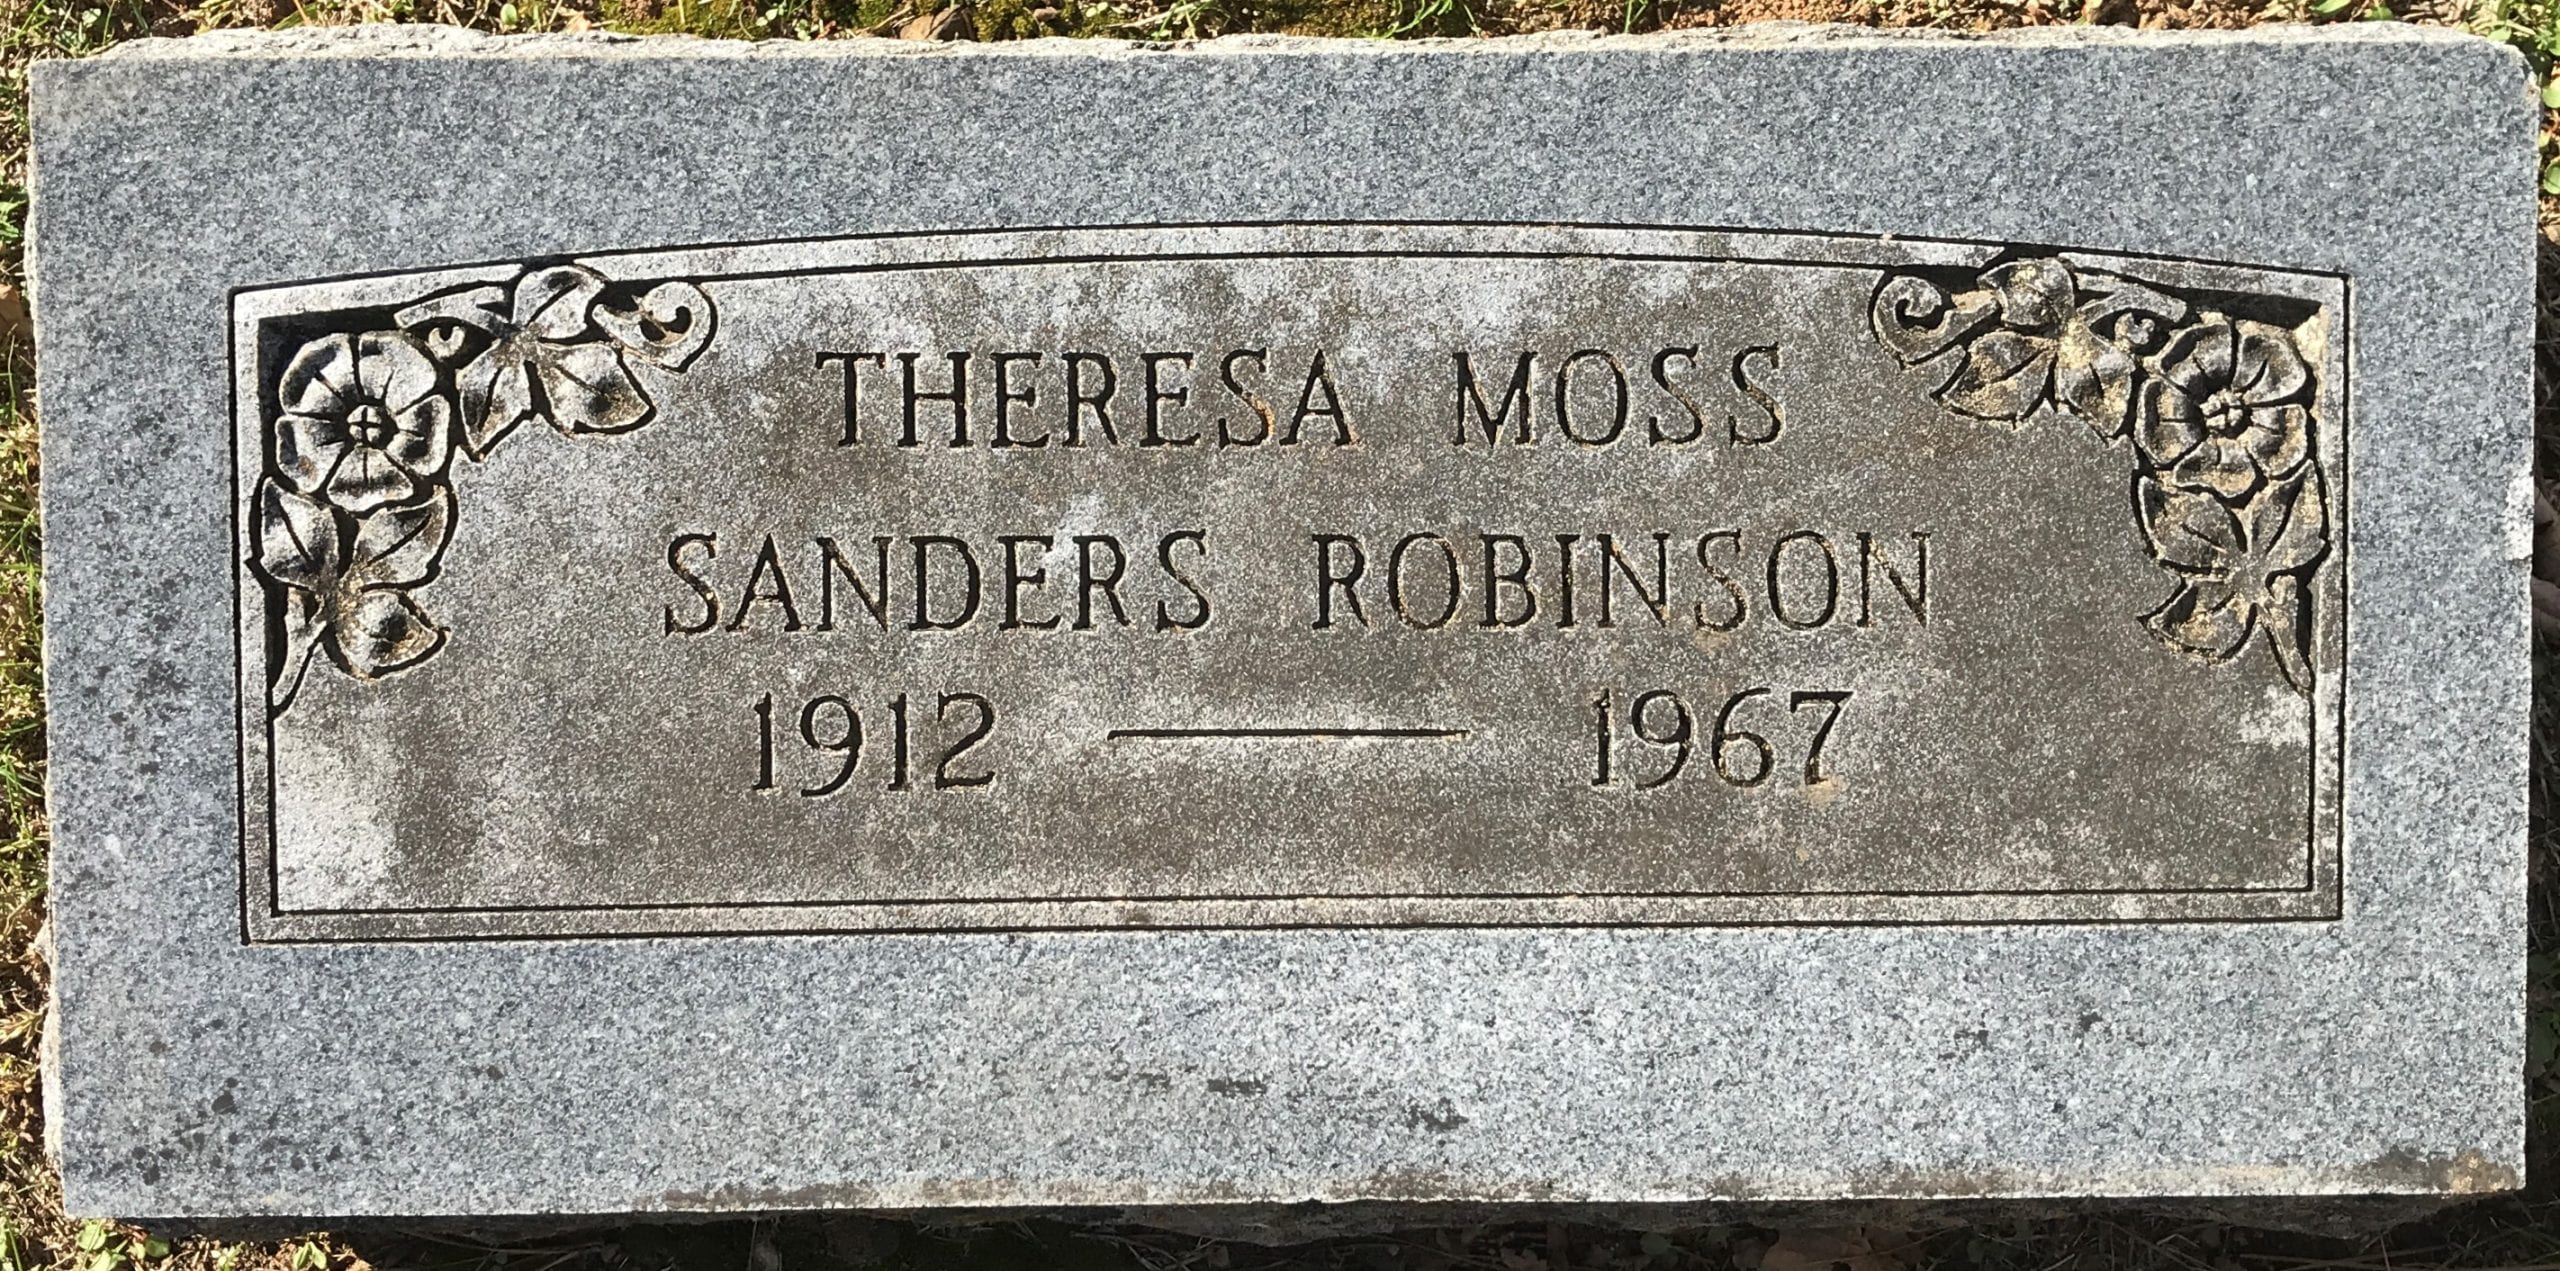 THERESA MOSS
SANDERS ROBINSON
1912 — 1967